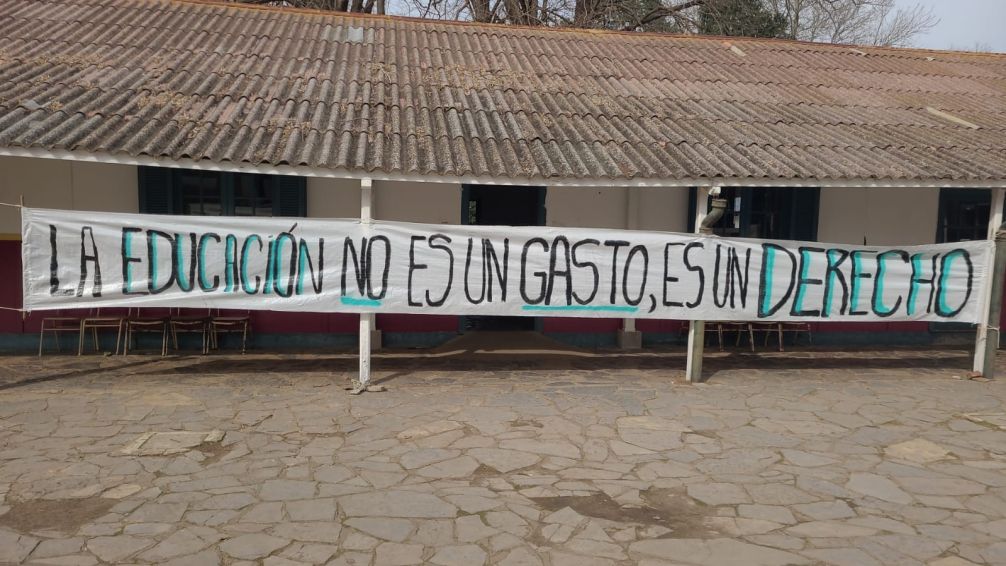 LA EDUCACIÓN NO ES UN GASTO, ES UN DERECHO